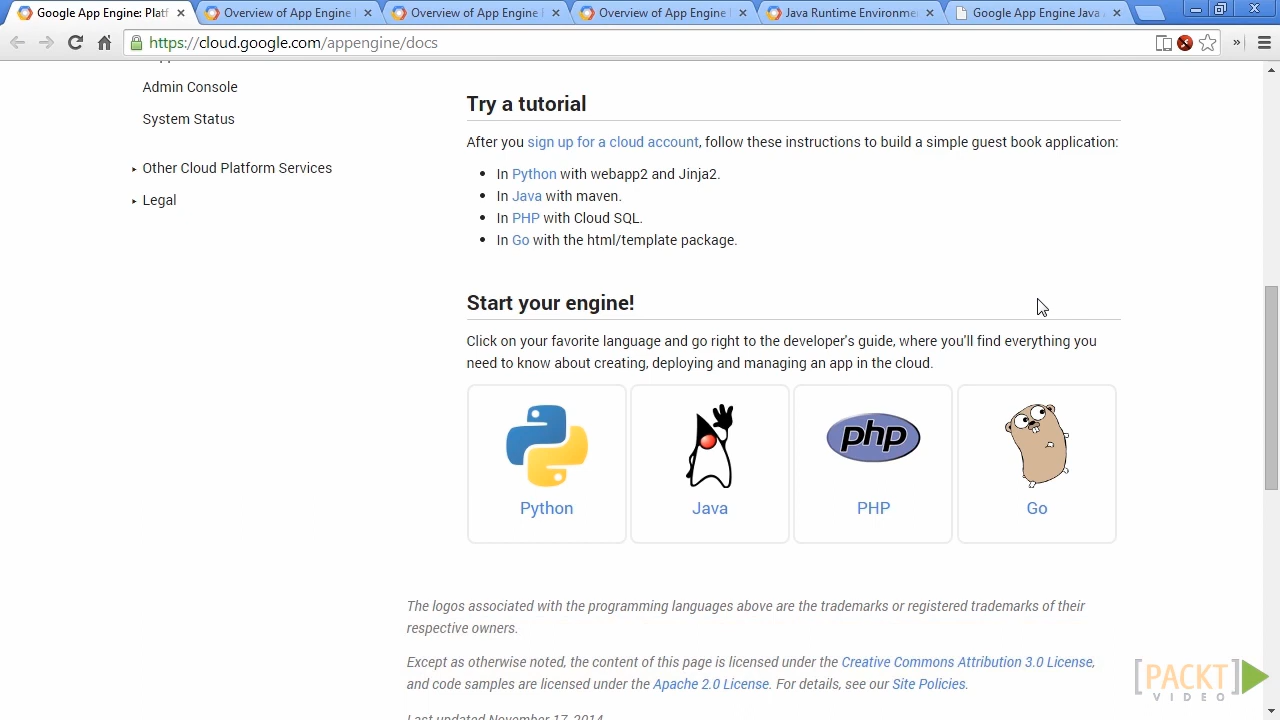 Google App Engine: Platf
Overview of App Engine
Overview of App Engine
Overview of App Engine
Java Runtime Environme
Google App Engine Java
https://cloud.google.com/appengine/docs
»
Admin Console
System Status
Other Cloud Platform Services
Legal
Try a tutorial
After you sign up for a cloud account, follow these instructions to build a simple guest book application:
In Python with webapp2 and Jinja2.
In Java with maven.
In PHP with Cloud SQL.
In Go with the html/template package.
Start your engine!
Click on your favorite language and go right to the developer's guide, where you'll find everything you
need to know about creating, deploying and managing an app in the cloud.
php
Python
Java
PHP
Go
The logos associated with the programming languages above are the trademarks or registered trademarks of their
respective owners.
Except as otherwise noted, the content of this page is licensed under the Creative Commons Attribution 3.0 License,
and code samples are licensed under the Apache 2.0 License. For details, see our Site Policies.
Last updated November 17, 2014
[PACKT]
VIDEO